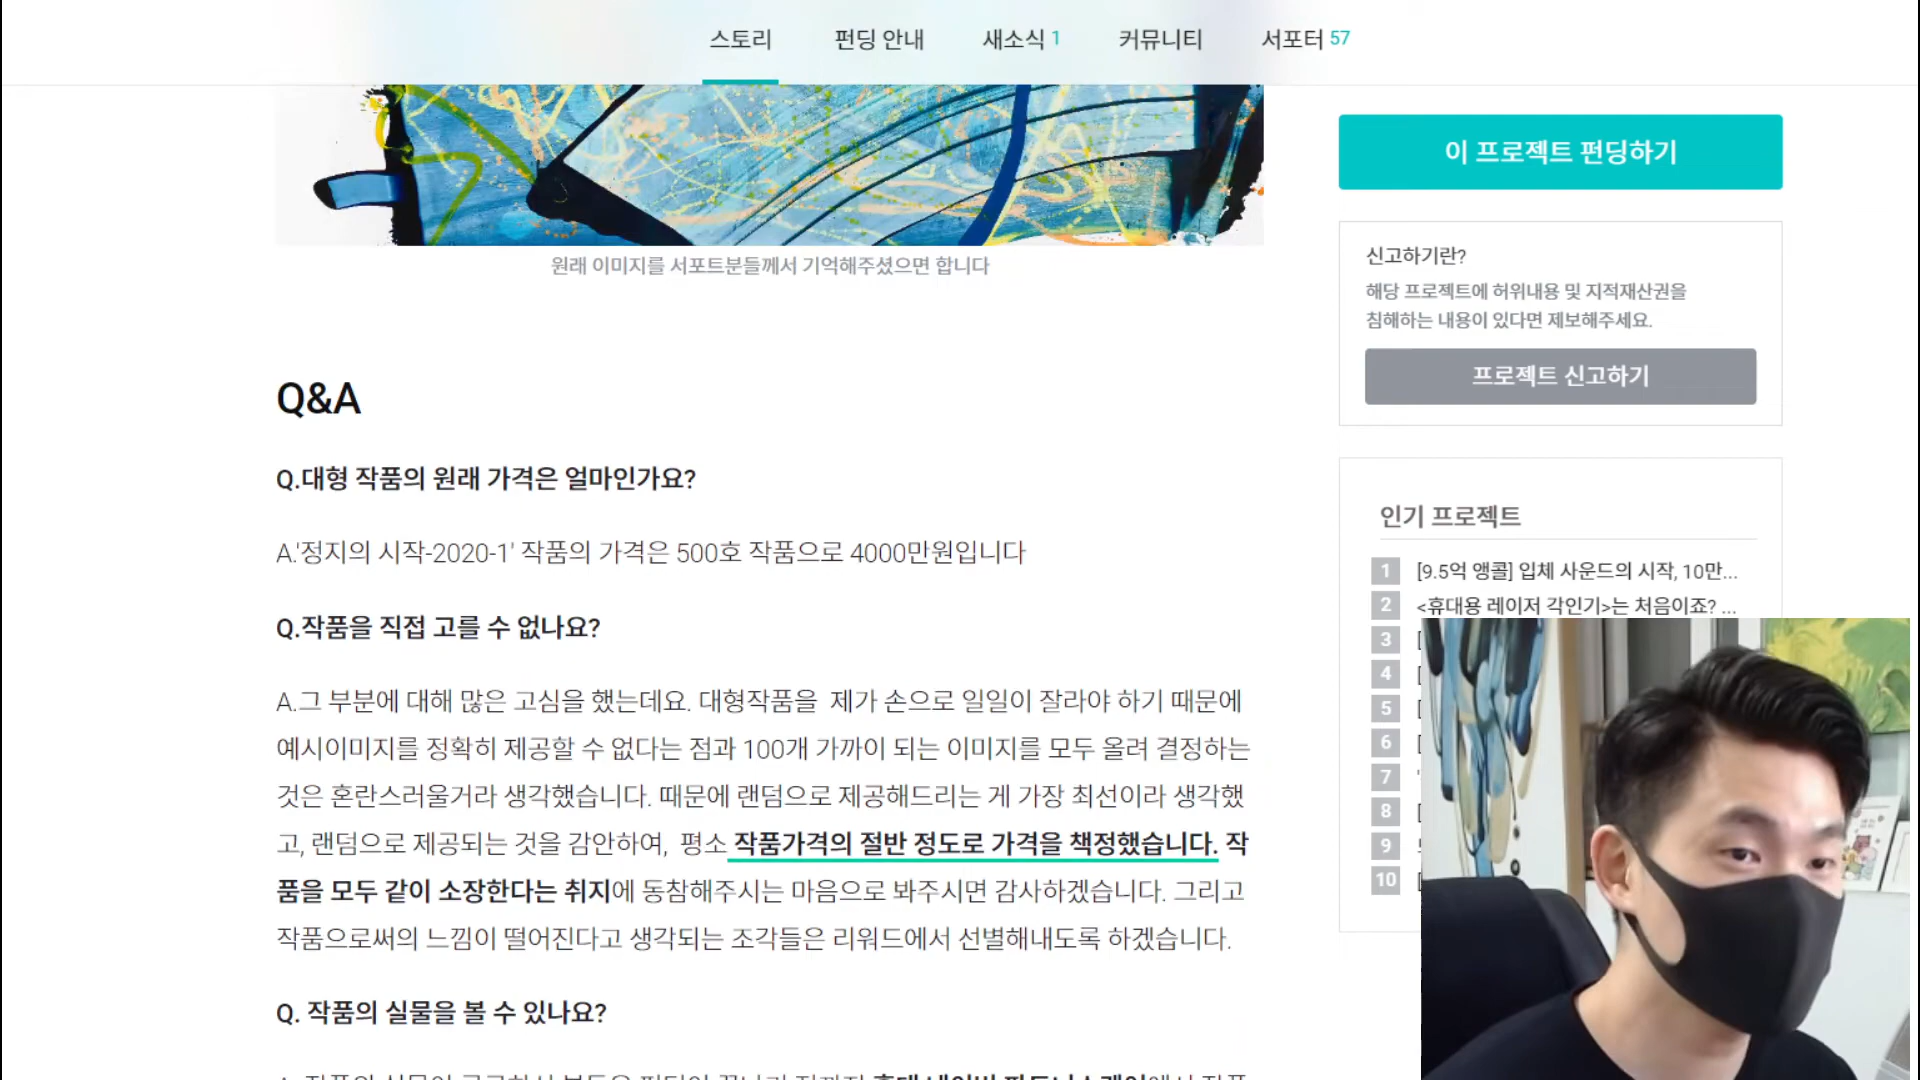 스토리 펀딩 안내 새소식 1 커뮤니티 서포터 57
원래 이미지를 서포트분들께서 기억해주셨으면 합니다
Q&A
Q.대형 작품의 원래 가격은 얼마인가요?
A.'정지의 시작-2020-1' 작품의 가격은 500호 작품으로 4000만원입니다
Q.작품을 직접 고를 수 없나요?
A.그 부분에 대해 많은 고심을 했는데요. 대형작품을 제가 손으로 일일이 잘라야 하기 때문에
예시이미지를 정확히 제공할 수 없다는 점과 100개 가까이 되는 이미지를 모두 올려 결정하는
것은 혼란스러울거라 생각했습니다. 때문에 랜덤으로 제공해드리는 게 가장 최선이라 생각했
고, 랜덤으로 제공되는 것을 감안하여, 평소 작품가격의 절반 정도로 가격을 책정했습니다. 작
품을 모두 같이 소장한다는 취지에 동참해주시는 마음으로 봐주시면 감사하겠습니다. 그리고
작품으로써의 느낌이 떨어진다고 생각되는 조각들은 리워드에서 선별해내도록 하겠습니다.
Q. 작품의 실물을 볼 수 있나요?
이 프로젝트 펀딩하기
신고하기란?
해당 프로젝트에 허위내용 및 지적재산권을
침해하는 내용이 있다면 제보해주세요.
프로젝트 신고하기
인기 프로젝트
1 [9.5억 앵콜] 입체 사운드의 시작, 10만...
2 <휴대용 레이저 각인기>는 처음이죠? ...
3 [
4 [
5 [
6 [
7 '
8 [
9
10 [